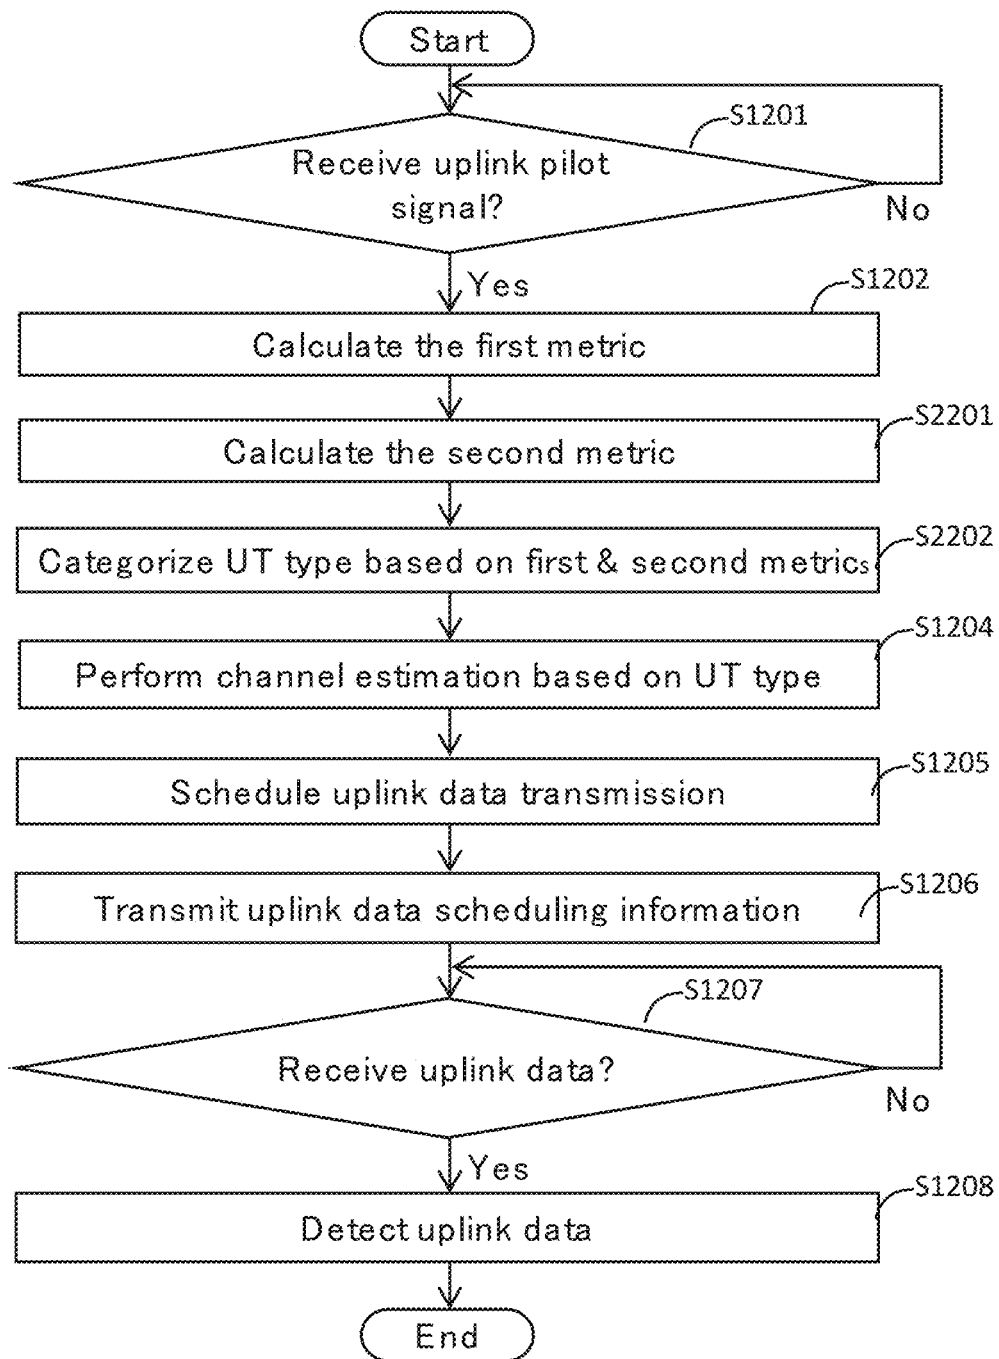 Start
S1201
Receive uplink pilot
signal?
No
Yes
S1202
Calculate the first metric
S2201
Calculate the second metric
S2202
Categorize UT type based on first & second metrics
S1204
Perform channel estimation based on UT type
S1205
Schedule uplink data transmission
S1206
Transmit uplink data scheduling information
S1207
Receive uplink data?
No
Yes
S1208
Detect uplink data
End